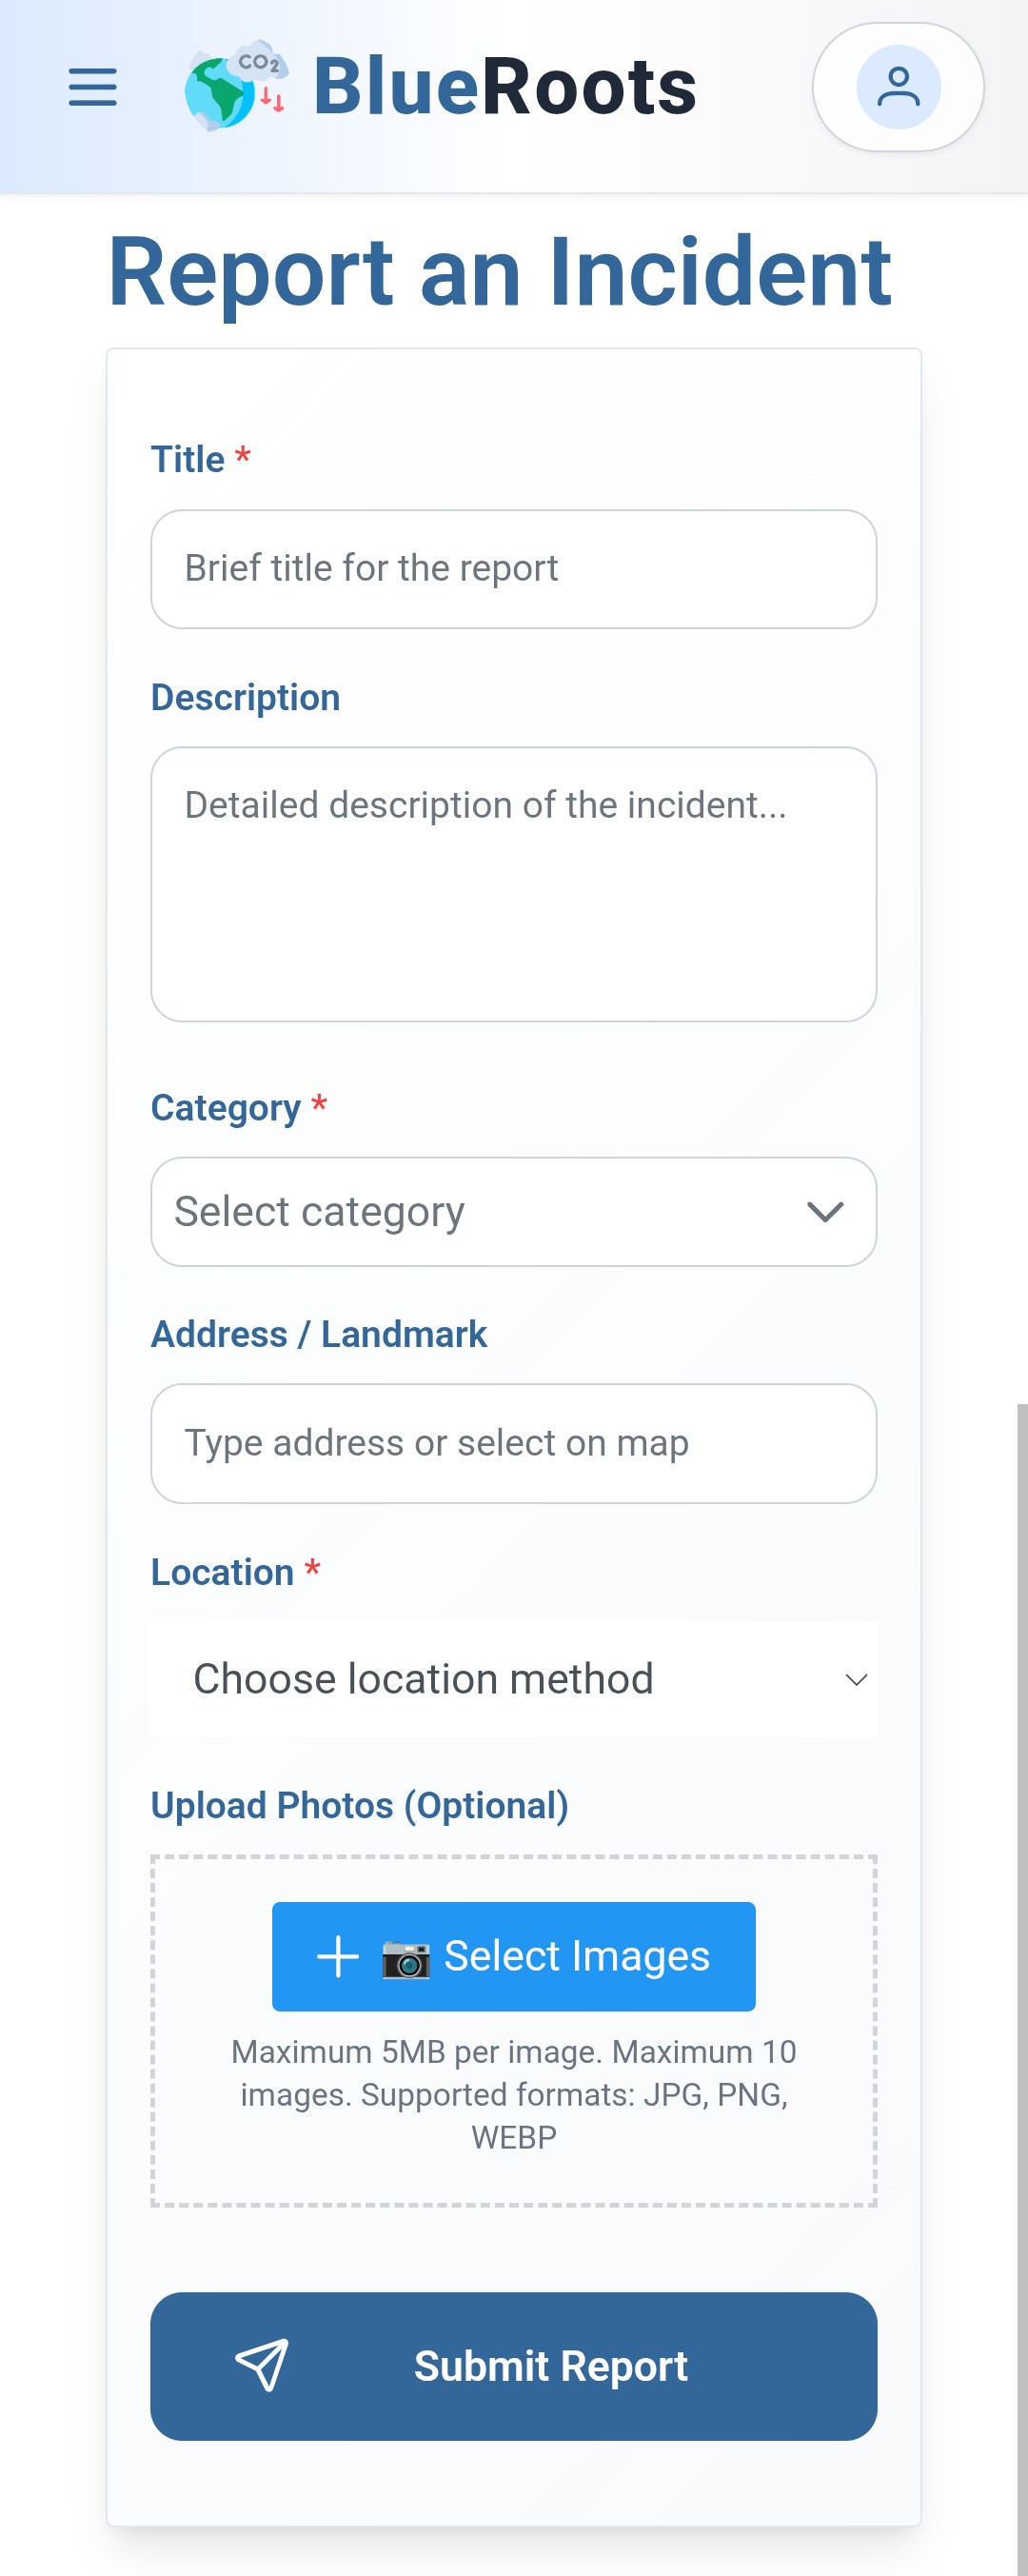 CO2
BlueRoots
Report an Incident
Title *
Brief title for the report
Description
Detailed description of the incident...
Category *
Select category
Address / Landmark
Type address or select on map
Location *
Choose location method
Upload Photos (Optional)
Select Images
Maximum 5MB per image. Maximum 10
images. Supported formats: JPG, PNG,
WEBP
Submit Report